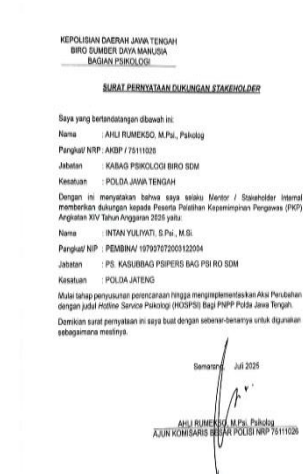 KEPOLISIAN DAERAH JAWA TENGAH
BIRO SUMBER DAYA MANUSIA
BAGIAN PSIKOLOGI
SURAT PERNYATAAN DUKUNGAN STAKEHOLDER
Saya yang bertandatangan dibawah ini:
Nama : AHLI RUMEKSO, M.Psi., Psikolog
Pangkat/ NRP : AKBP / 75111026
Jabatan : KABAG PSIKOLOGI BIRO SDM
Kesatuan : POLDA JAWA TENGAH
Dengan ini menyatakan bahwa saya selaku Mentor / Stakeholder Internal
memberikan dukungan kepada Peserta Pelatihan Kepemimpinan Pengawas (PKP)
Angkatan XIV Tahun Anggaran 2025 yaitu:
Nama : INTAN YULIYATI, S.Psi., M.Si.
Pangkat/ NIP : PEMBINA/ 197907072003122004
Jabatan : PS. KASUBBAG PSIPERS BAG PSI RO SDM
Kesatuan : POLDA JATENG
Mulai tahap penyusunan perencanaan hingga mengimplementasikan Aksi Perubahan
dengan judul Hotline Service Psikologi (HOSPSI) Bagi PNPP Polda Jawa Tengah.
Demikian surat pernyataan ini saya buat dengan sebenar-benarnya untuk digunakan
sebagaimana mestinya.
Semarang, Juli 2025
AHLI RUMEKSO, M.Psi., Psikolog
AJUN KOMISARIS BESAR POLISI NRP 75111026